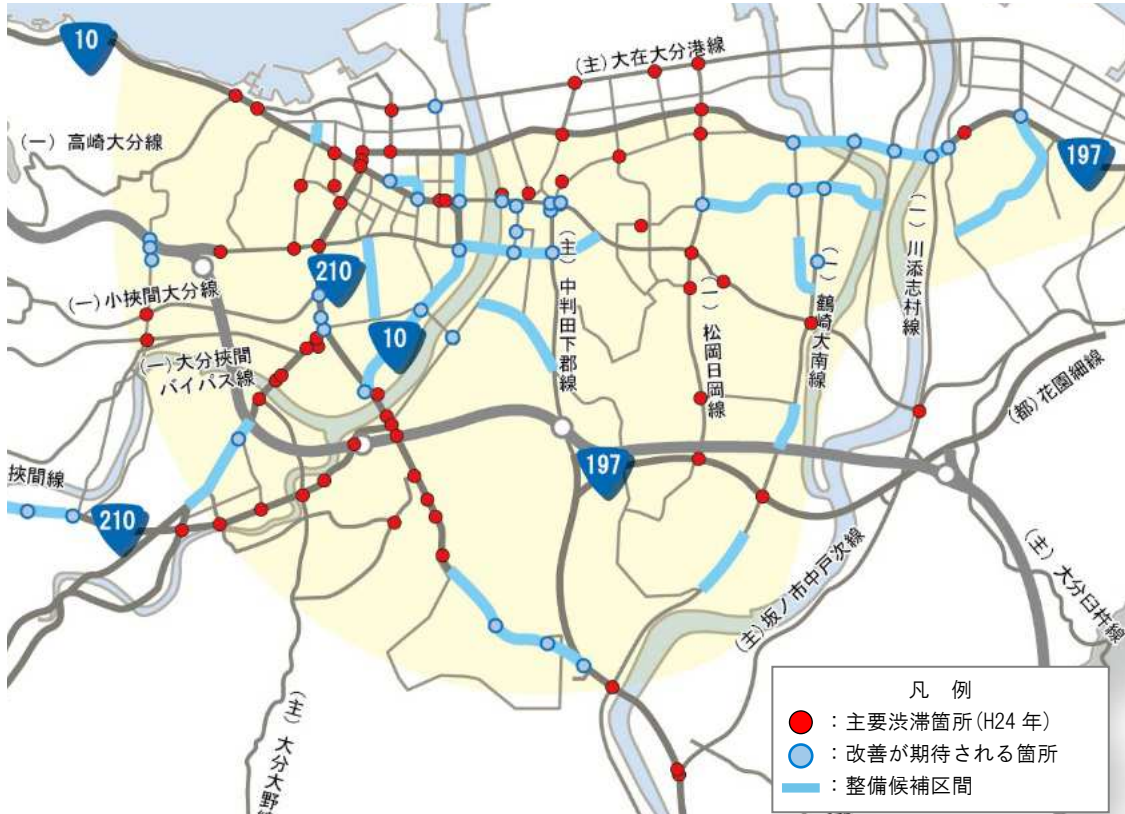 10
(主)大在大分港線
(一)高崎大分線
197
210
(一)小挾間大分線
10
(一)大分挾間
バイパス線
(主)中判田下郡線
(一)松岡日岡線
(一)鶴崎大南線
(一)川添志村線
(都)花園細線
挾間線
210
197
(主)坂ノ市中戸次線
(主)大分臼杵線
(主)大分大野
凡 例
：主要渋滞箇所(H24 年)
：改善が期待される箇所
：整備候補区間